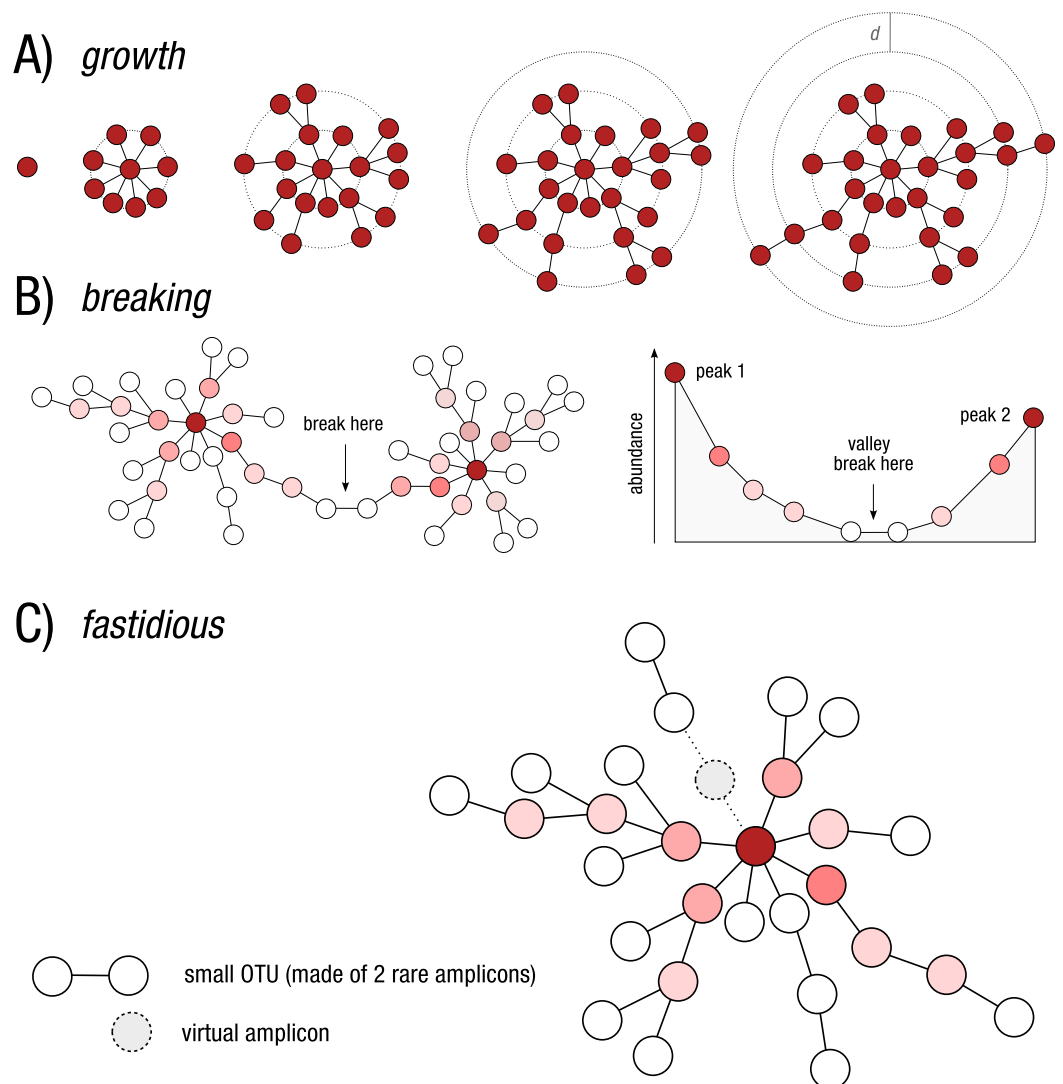 A) growth
d
B) breaking
break here
abundance
peak 1
peak 2
valley
break here
C) fastidious
small OTU (made of 2 rare amplicons)
virtual amplicon